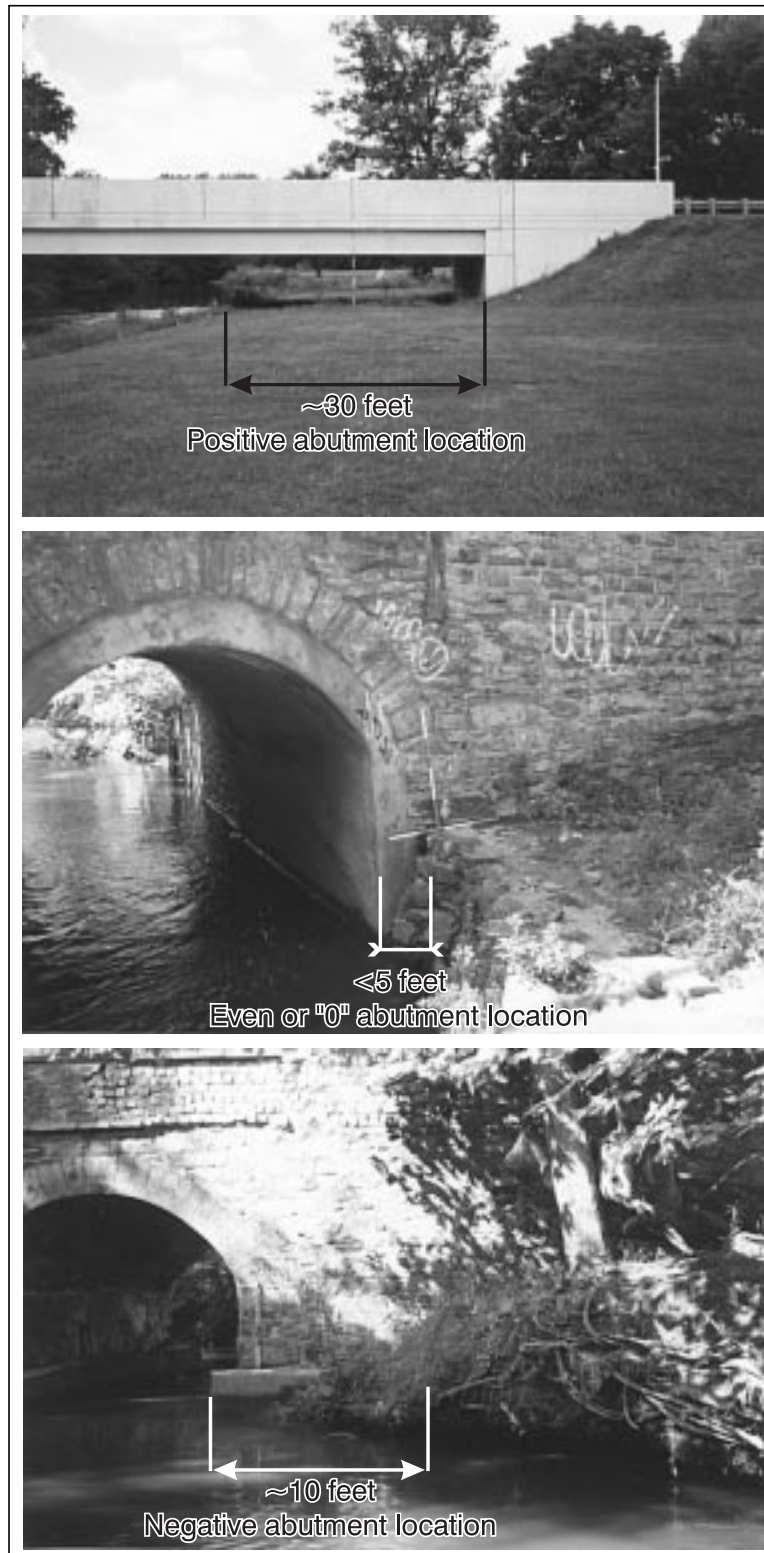 ~30 feet
Positive abutment location
<5 feet
Even or "0" abutment location
~10 feet
Negative abutment location